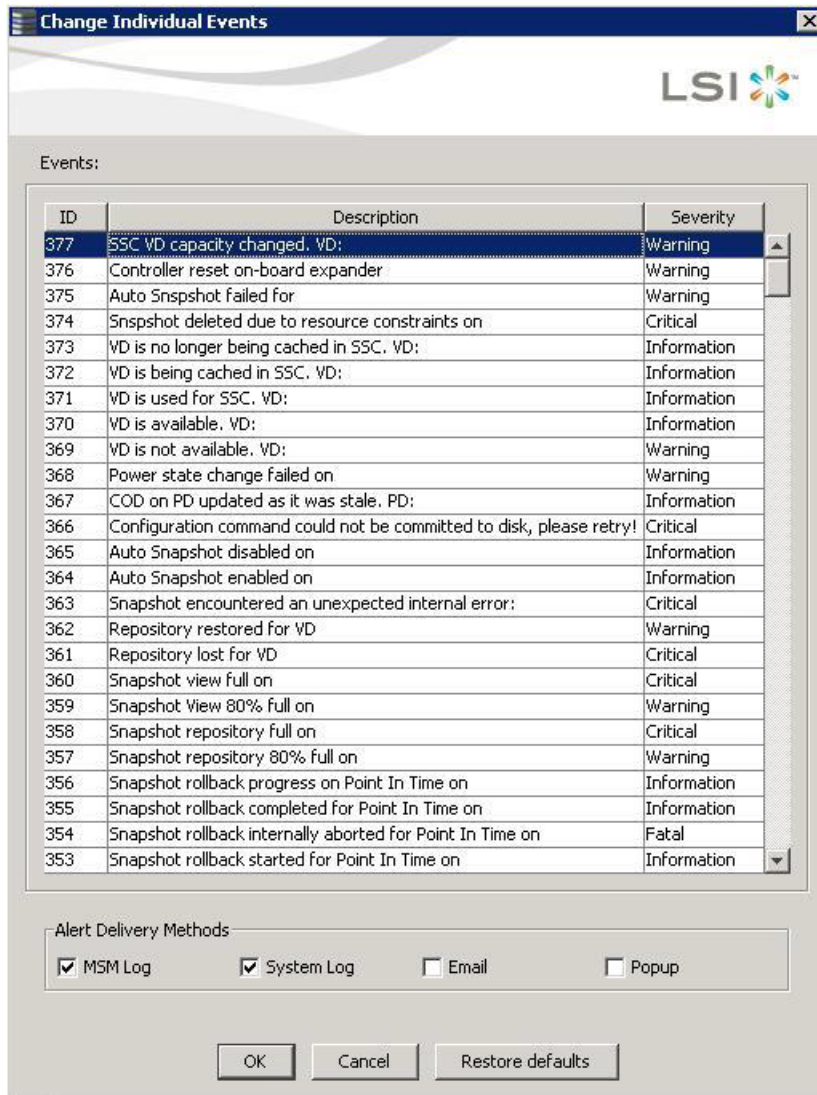 Change Individual Events
LSI
Events:
ID Description Severity
377 SSC VD capacity changed. VD: Warning
376 Controller reset on-board expander Warning
375 Auto Snspshot failed for Warning
374 Snspshot deleted due to resource constraints on Critical
373 VD is no longer being cached in SSC. VD: Information
372 VD is being cached in SSC. VD: Information
371 VD is used for SSC. VD: Information
370 VD is available. VD: Information
369 VD is not available. VD: Warning
368 Power state change failed on Warning
367 COD on PD updated as it was stale. PD: Information
366 Configuration command could not be committed to disk, please retry! Critical
365 Auto Snapshot disabled on Information
364 Auto Snapshot enabled on Information
363 Snapshot encountered an unexpected internal error: Critical
362 Repository restored for VD Warning
361 Repository lost for VD Critical
360 Snapshot view full on Critical
359 Snapshot View 80% full on Warning
358 Snapshot repository full on Critical
357 Snapshot repository 80% full on Warning
356 Snapshot rollback progress on Point In Time on Information
355 Snapshot rollback completed for Point In Time on Information
354 Snapshot rollback internally aborted for Point In Time on Fatal
353 Snapshot rollback started for Point In Time on Information
Alert Delivery Methods
MSM Log System Log Email Popup
OK Cancel Restore defaults